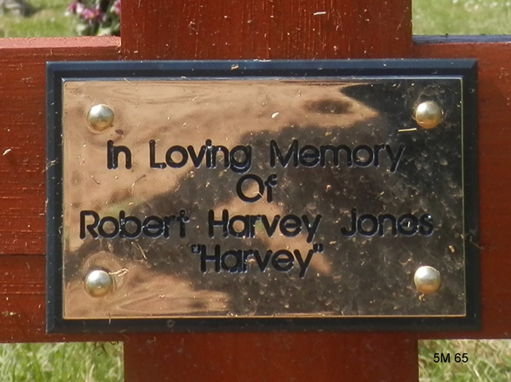 In Loving Memory
Of
Robert Harvey Jones
"Harvey"
5M 65